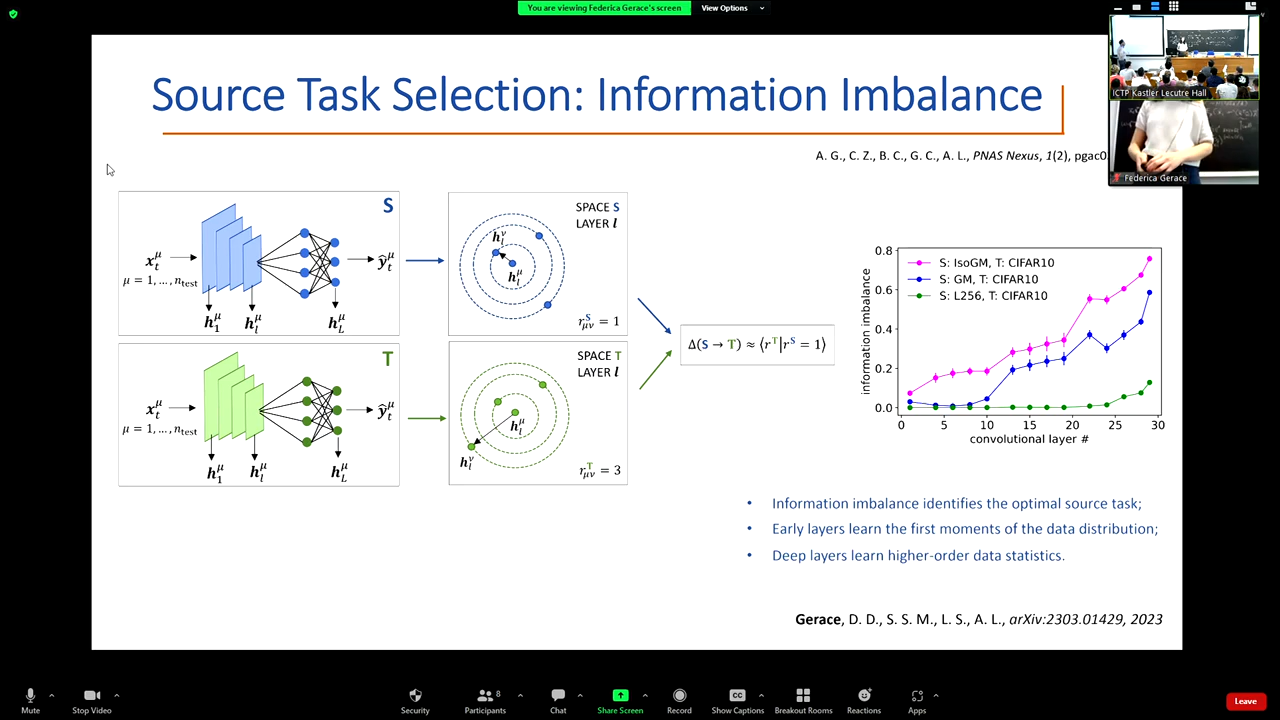 You are viewing Federica Gerace's screen
View Options
Source Task Selection: Information Imbalance
ICTP Kastler Lecutre Hall
Federica Gerace
A. G., C. Z., B. C., G. C., A. L., PNAS Nexus, 1(2), pgac0
S
x_t^μ
μ = 1, …, n_test
ŷ_t^μ
h_1^μ h_l^μ h_L^μ
SPACE S
LAYER l
h_l^ν
h_l^μ
r_μν^S = 1
T
x_t^μ
μ = 1, …, n_test
ŷ_t^μ
h_1^μ h_l^μ h_L^μ
SPACE T
LAYER l
h_l^μ
h_l^ν
r_μν^T = 3
Δ(S → T) ≈ ⟨r^T|r^S = 1⟩
S: IsoGM, T: CIFAR10
S: GM, T: CIFAR10
S: L256, T: CIFAR10
information imbalance
0.8
0.6
0.4
0.2
0.0
0 5 10 15 20 25 30
convolutional layer #
• Information imbalance identifies the optimal source task;
• Early layers learn the first moments of the data distribution;
• Deep layers learn higher-order data statistics.
Gerace, D. D., S. S. M., L. S., A. L., arXiv:2303.01429, 2023
Mute
Stop Video
Security
Participants
8
Chat
Share Screen
Record
CC
Show Captions
Breakout Rooms
Reactions
Apps
Leave